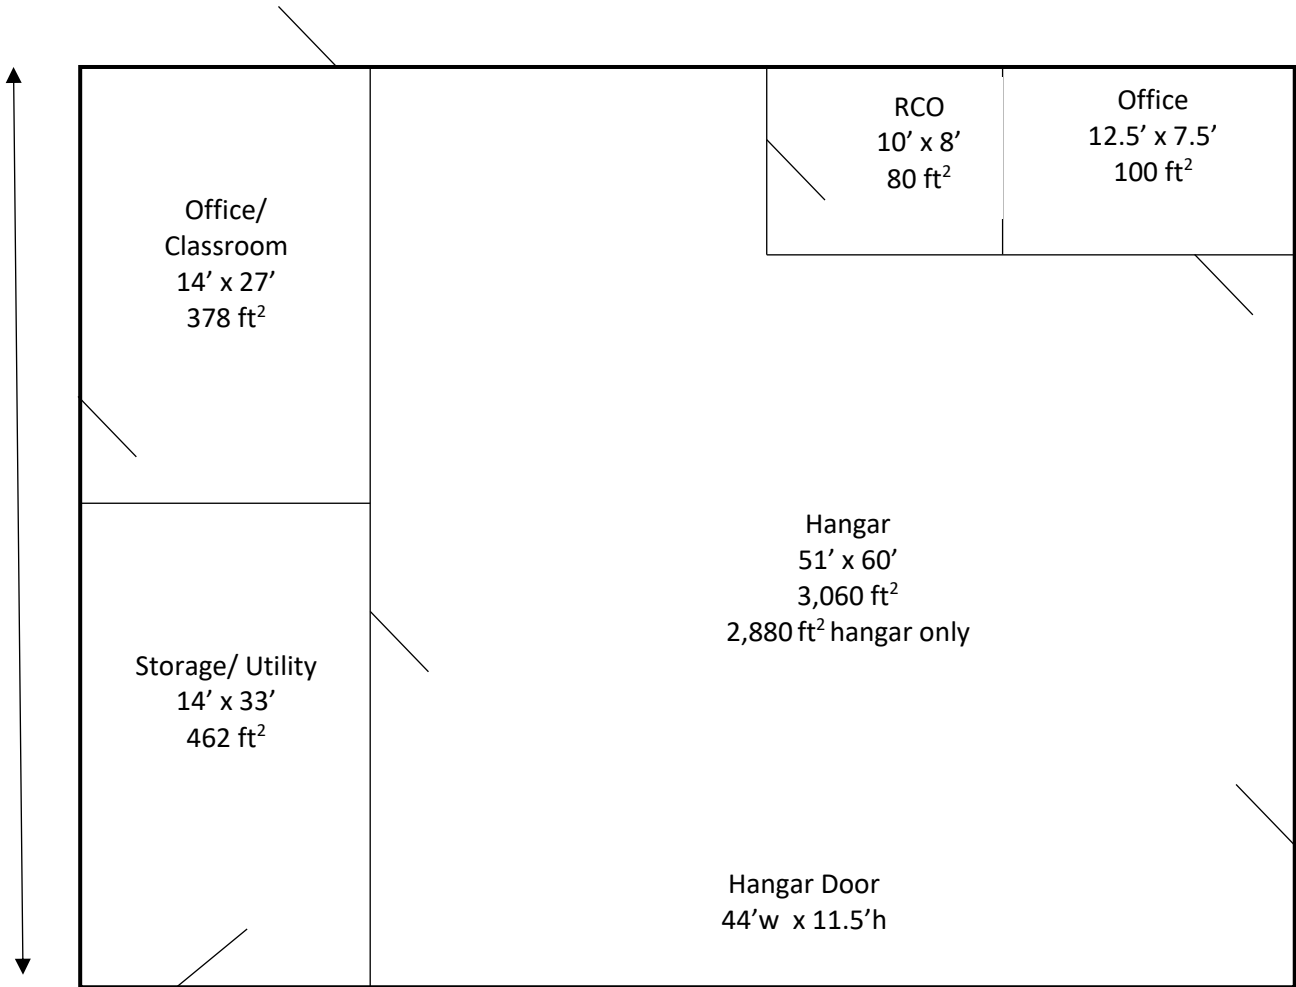 RCO
10’ x 8’
80 ft²
Office
12.5’ x 7.5’
100 ft²
Office/
Classroom
14’ x 27’
378 ft²
Hangar
51’ x 60’
3,060 ft²
2,880 ft² hangar only
Storage/ Utility
14’ x 33’
462 ft²
Hangar Door
44’w x 11.5’h